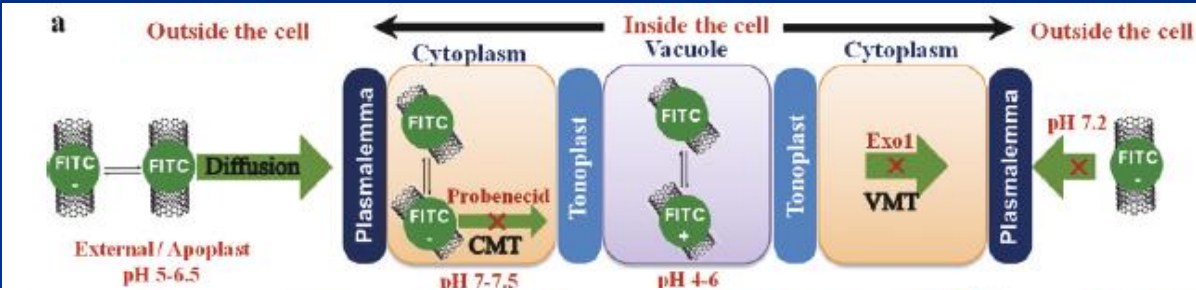 a
Outside the cell
Inside the cell
Outside the cell
Cytoplasm
Vacuole
Cytoplasm
Plasmalemma
Tonoplast
Tonoplast
Plasmalemma
FITC
-
FITC
Diffusion
FITC
FITC
-
Probenecid
CMT
FITC
FITC
+
Exo1
VMT
pH 7.2
FITC
-
External / Apoplast
pH 5-6.5
pH 7-7.5
pH 4-6